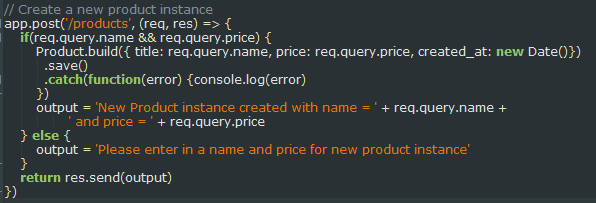 // Create a new product instance
app.post('/products', (req, res) => {
if(req.query.name && req.query.price) {
Product.build({ title: req.query.name, price: req.query.price, created_at: new Date()})
.save()
.catch(function(error) {console.log(error)
})
output = 'New Product instance created with name = ' + req.query.name +
' and price = ' + req.query.price
} else {
output = 'Please enter in a name and price for new product instance'
}
return res.send(output)
})